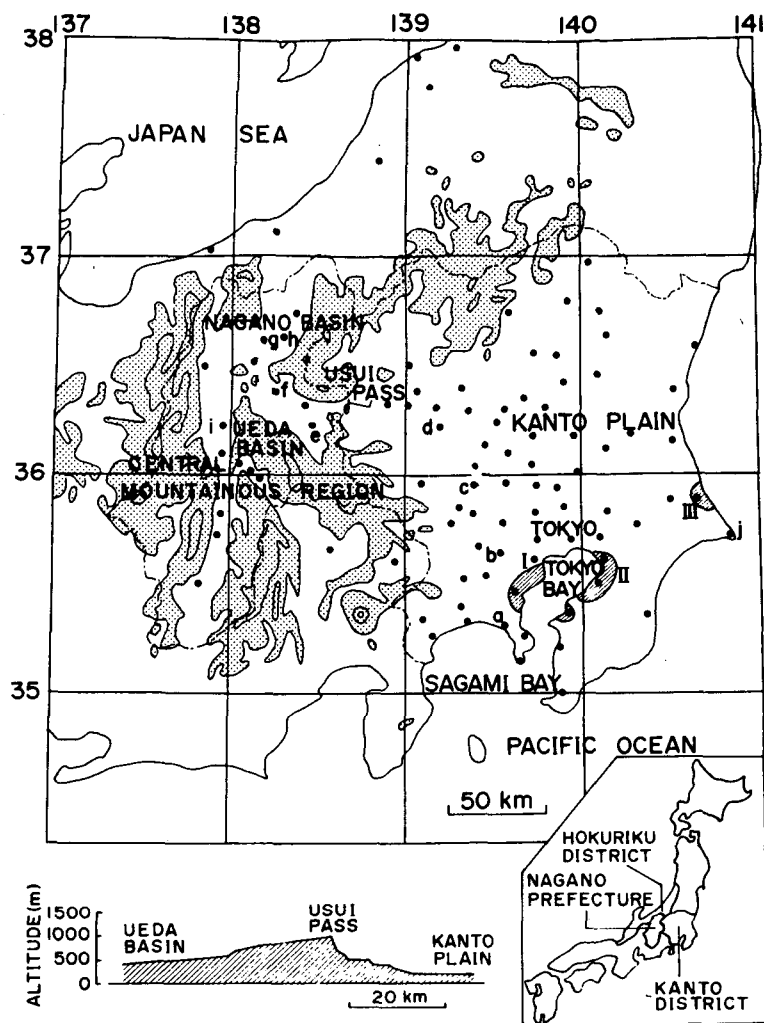 137 138 139 140 141
38
JAPAN SEA
37
NAGANO BASIN
g h
USUI
PASS
f
i
UEDA
BASIN
e
d
KANTO PLAIN
36
CENTRAL
MOUNTAINOUS REGION
c
III
j
TOKYO
b
I
TOKYO
BAY
II
a
35
SAGAMI BAY
PACIFIC OCEAN
50 km
HOKURIKU
DISTRICT
NAGANO
PREFECTURE
KANTO
DISTRICT
ALTITUDE (m)
1500
1000
500
0
UEDA
BASIN
USUI
PASS
KANTO
PLAIN
20 km